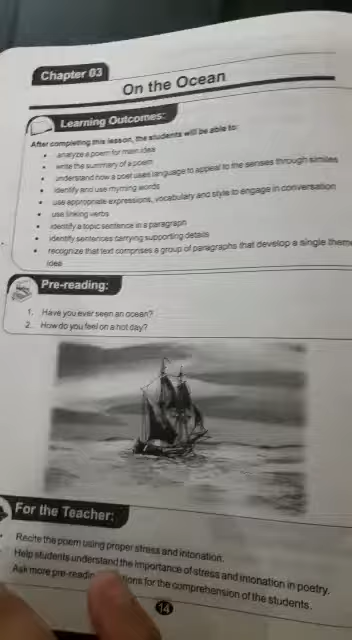 Chapter 03
On the Ocean
Learning Outcomes:
After completing this lesson, the students will be able to:
• analyze a poem for main idea
• write the summary of a poem
• understand how a poet uses language to appeal to the senses through similes
• identify and use rhyming words
• use appropriate expressions, vocabulary and style to engage in conversation
• use linking verbs
• identify a topic sentence in a paragraph
• identify sentences carrying supporting details
• recognize that text comprises a group of paragraphs that develop a single theme
idea
Pre-reading:
1. Have you ever seen an ocean?
2. How do you feel on a hot day?
For the Teacher:
Recite the poem using proper stress and intonation.
Help students understand the importance of stress and intonation in poetry.
Ask more for the comprehension of the students.
14